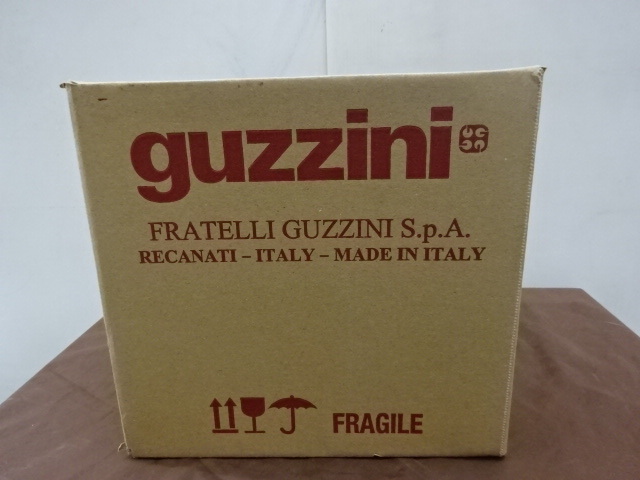 guzzini
FRATELLI GUZZINI S.p.A.
RECANATI – ITALY – MADE IN ITALY
FRAGILE